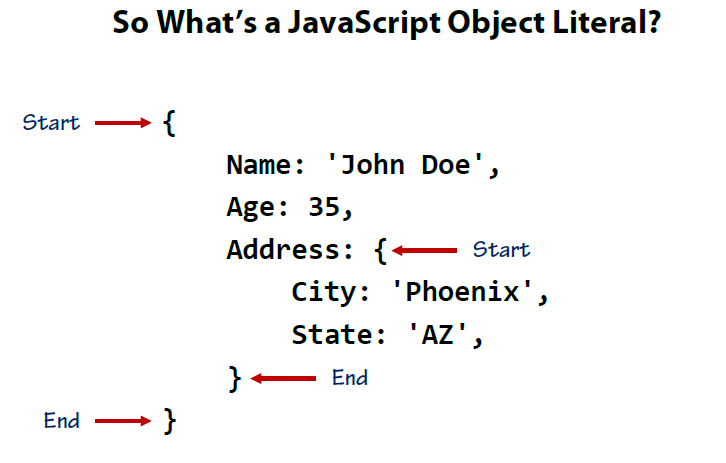 So What's a JavaScript Object Literal?
Start {
Name: 'John Doe',
Age: 35,
Address: { Start
City: 'Phoenix',
State: 'AZ',
} End
End }